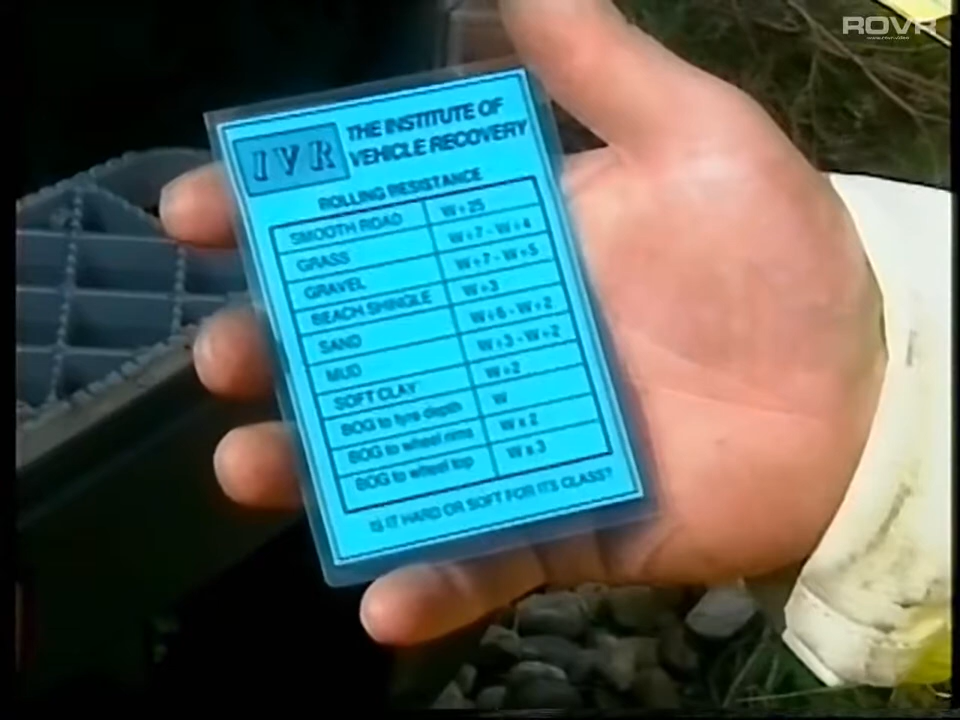 ROVR
IVR
THE INSTITUTE OF
VEHICLE RECOVERY
ROLLING RESISTANCE
SMOOTH ROAD W÷25
GRASS W÷7 - W÷4
GRAVEL W÷7 - W÷5
BEACH SHINGLE W÷3
SAND W÷6 - W÷2
MUD W÷3 - W÷2
SOFT CLAY W÷2
BOG to tyre depth W
BOG to wheel rims W x 2
BOG to wheel top W x 3
IS IT HARD OR SOFT FOR ITS CLASS?